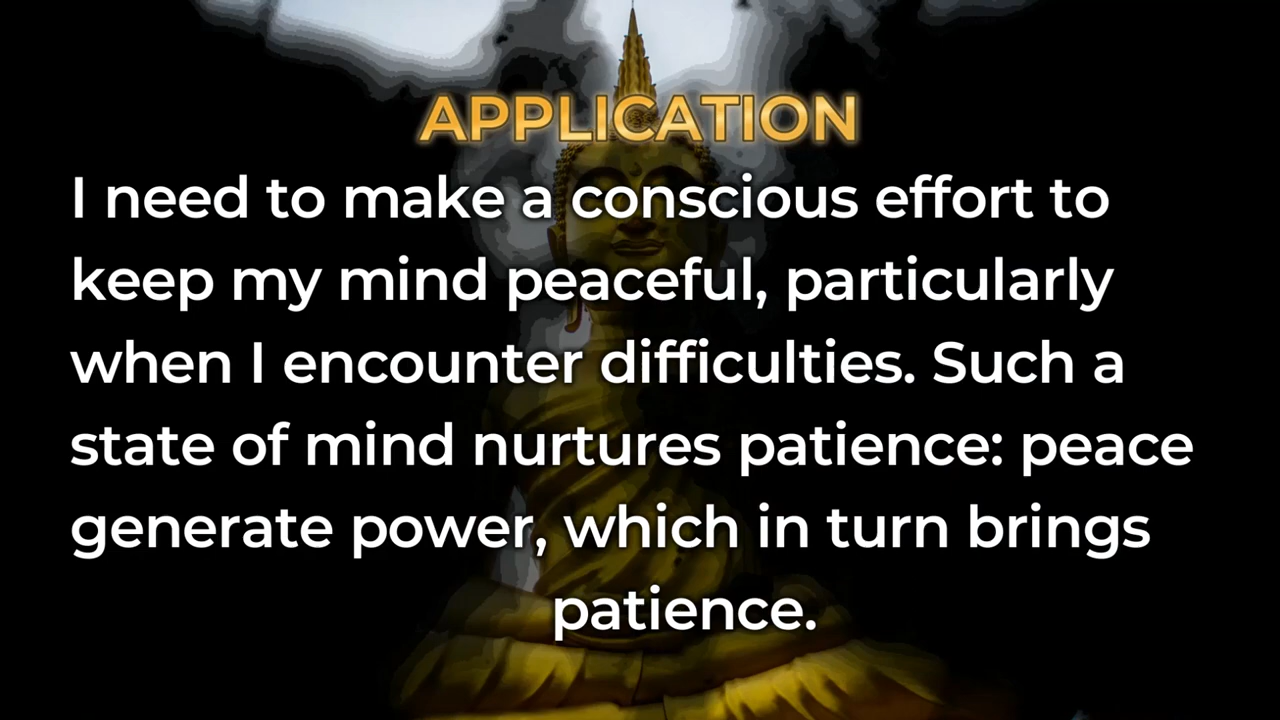 APPLICATION
I need to make a conscious effort to
keep my mind peaceful, particularly
when I encounter difficulties. Such a
state of mind nurtures patience: peace
generate power, which in turn brings
patience.